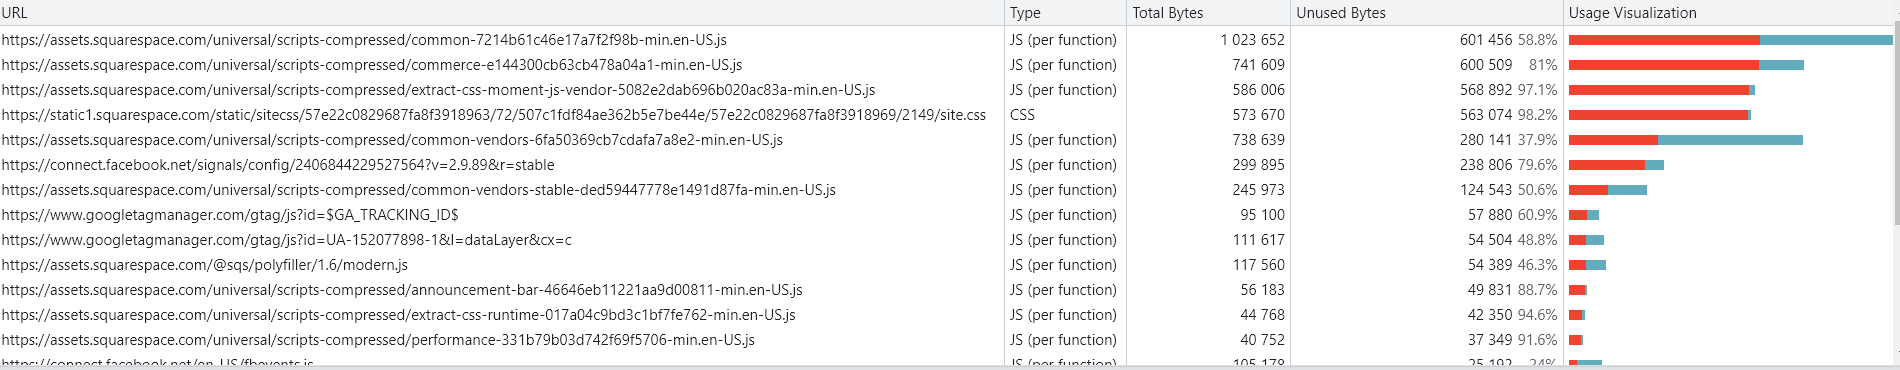 URL Type Total Bytes Unused Bytes Usage Visualization
https://assets.squarespace.com/universal/scripts-compressed/common-7214b61c46e17a7f2f98b-min.en-US.js JS (per function) 1 023 652 601 456 58.8%
https://assets.squarespace.com/universal/scripts-compressed/commerce-e144300cb63cb478a04a1-min.en-US.js JS (per function) 741 609 600 509 81%
https://assets.squarespace.com/universal/scripts-compressed/extract-css-moment-js-vendor-5082e2dab696b020ac83a-min.en-US.js JS (per function) 586 006 568 892 97.1%
https://static1.squarespace.com/static/sitecss/57e22c0829687fa8f3918963/72/507c1fdf84ae362b5e7be44e/57e22c0829687fa8f3918969/2149/site.css CSS 573 670 563 074 98.2%
https://assets.squarespace.com/universal/scripts-compressed/common-vendors-6fa50369cb7cdafa7a8e2-min.en-US.js JS (per function) 738 639 280 141 37.9%
https://connect.facebook.net/signals/config/2406844229527564?v=2.9.89&r=stable JS (per function) 299 895 238 806 79.6%
https://assets.squarespace.com/universal/scripts-compressed/common-vendors-stable-ded59447778e1491d87fa-min.en-US.js JS (per function) 245 973 124 543 50.6%
https://www.googletagmanager.com/gtag/js?id=$GA_TRACKING_ID$ JS (per function) 95 100 57 880 60.9%
https://www.googletagmanager.com/gtag/js?id=UA-152077898-1&l=dataLayer&cx=c JS (per function) 111 617 54 504 48.8%
https://assets.squarespace.com/@sqs/polyfiller/1.6/modern.js JS (per function) 117 560 54 389 46.3%
https://assets.squarespace.com/universal/scripts-compressed/announcement-bar-46646eb11221aa9d00811-min.en-US.js JS (per function) 56 183 49 831 88.7%
https://assets.squarespace.com/universal/scripts-compressed/extract-css-runtime-017a04c9bd3c1bf7fe762-min.en-US.js JS (per function) 44 768 42 350 94.6%
https://assets.squarespace.com/universal/scripts-compressed/performance-331b79b03d742f69f5706-min.en-US.js JS (per function) 40 752 37 349 91.6%
https://connect.facebook.net/en_US/fbevents.js JS (per function) 105 178 25 192 24%